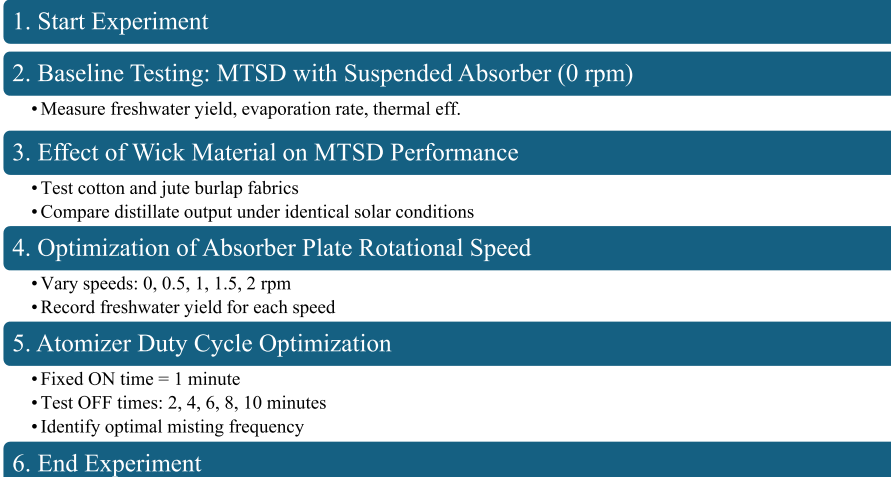 1. Start Experiment
2. Baseline Testing: MTSD with Suspended Absorber (0 rpm)
• Measure freshwater yield, evaporation rate, thermal eff.
3. Effect of Wick Material on MTSD Performance
• Test cotton and jute burlap fabrics
• Compare distillate output under identical solar conditions
4. Optimization of Absorber Plate Rotational Speed
• Vary speeds: 0, 0.5, 1, 1.5, 2 rpm
• Record freshwater yield for each speed
5. Atomizer Duty Cycle Optimization
• Fixed ON time = 1 minute
• Test OFF times: 2, 4, 6, 8, 10 minutes
• Identify optimal misting frequency
6. End Experiment